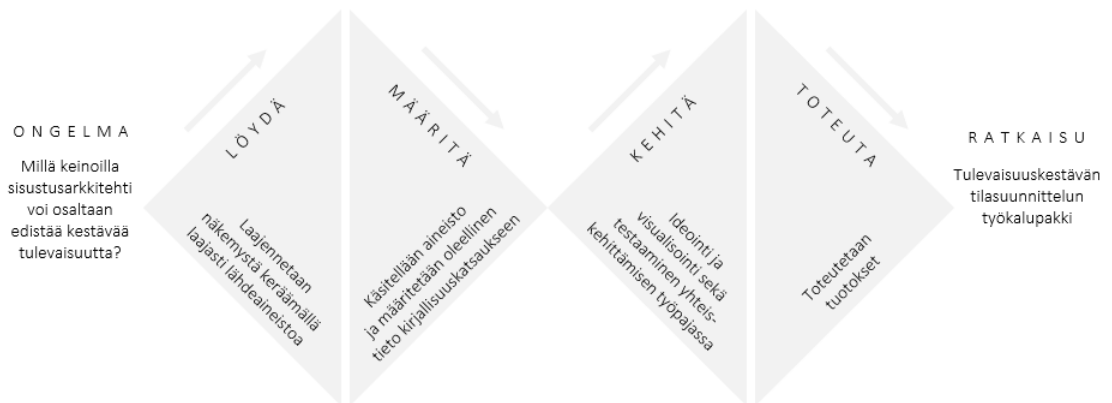 ONGELMA
Millä keinoilla
sisustusarkkitehti
voi osaltaan
edistää kestävää
tulevaisuutta?
LÖYDÄ
Laajennetaan
näkemystä keräämällä
laajasti lähdeaineistoa
MÄÄRITÄ
Käsitellään aineisto
ja määritetään oleellinen
tieto kirjallisuuskatsaukseen
KEHITÄ
Ideointi ja
visualisointi sekä
testaaminen yhteis-
kehittämisen työpajassa
TOTEUTA
Toteutetaan
tuotokset
RATKAISU
Tulevaisuuskestävän
tilasuunnittelun
työkalupakki